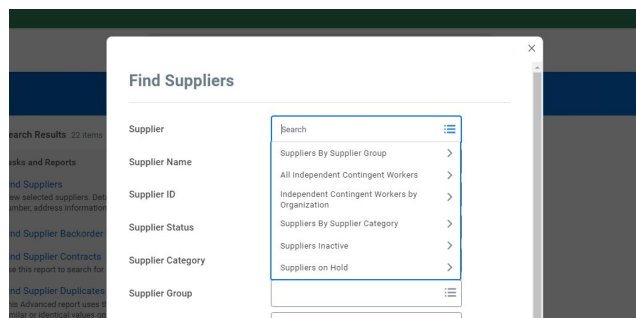 Find Suppliers
Supplier
Search
Supplier Name
Supplier ID
Supplier Status
Supplier Category
Supplier Group
Suppliers By Supplier Group
All Independent Contingent Workers
Independent Contingent Workers by
Organization
Suppliers By Supplier Category
Suppliers Inactive
Suppliers on Hold
earch Results 22 items
asks and Reports
nd Suppliers
ew selected suppliers. Det
umber, address information
nd Supplier Backorder
nd Supplier Contracts
se this report to search for
nd Supplier Duplicates
his Advanced report uses th
milar or identical values on